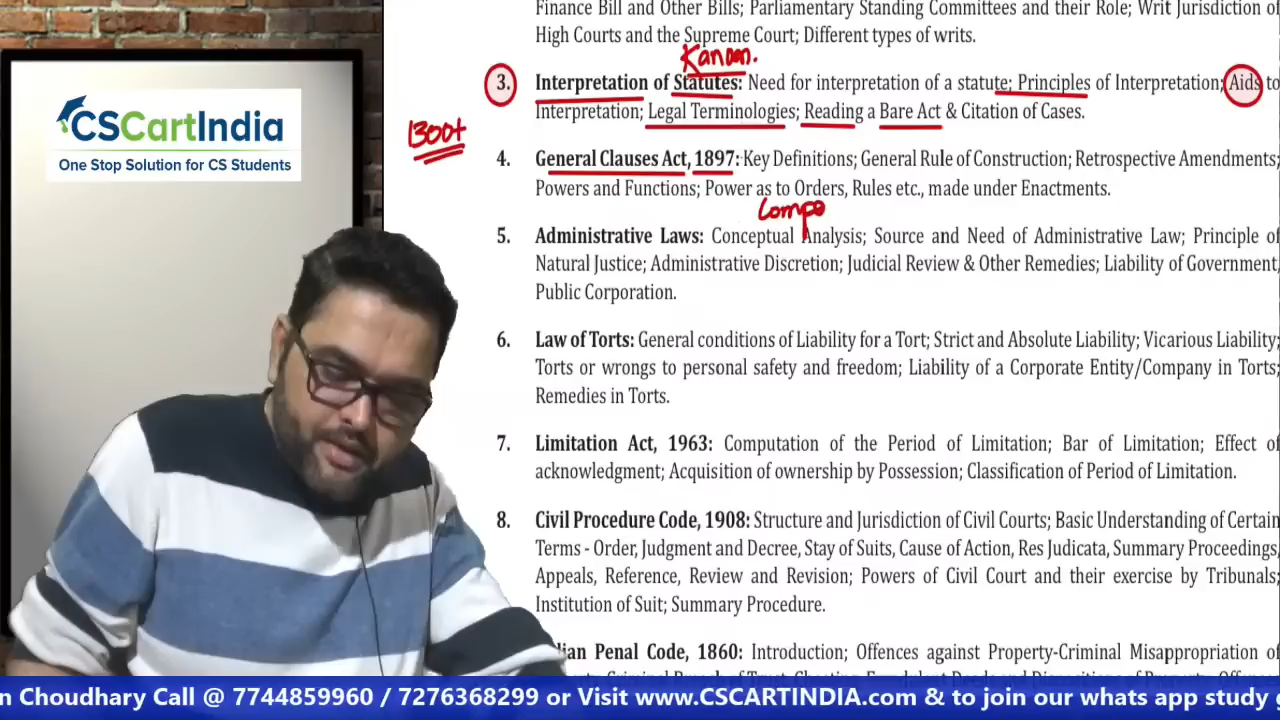 Finance Bill and Other Bills; Parliamentary Standing Committees and their Role; Writ Jurisdiction of
High Courts and the Supreme Court; Different types of writs.
Kanoon.
3. Interpretation of Statutes: Need for interpretation of a statute; Principles of Interpretation; Aids to
Interpretation; Legal Terminologies; Reading a Bare Act & Citation of Cases.
1300+
4. General Clauses Act, 1897: Key Definitions; General Rule of Construction; Retrospective Amendments;
Powers and Functions; Power as to Orders, Rules etc., made under Enactments.
Comp
5. Administrative Laws: Conceptual Analysis; Source and Need of Administrative Law; Principle of
Natural Justice; Administrative Discretion; Judicial Review & Other Remedies; Liability of Government,
Public Corporation.
6. Law of Torts: General conditions of Liability for a Tort; Strict and Absolute Liability; Vicarious Liability;
Torts or wrongs to personal safety and freedom; Liability of a Corporate Entity/Company in Torts;
Remedies in Torts.
7. Limitation Act, 1963: Computation of the Period of Limitation; Bar of Limitation; Effect of
acknowledgment; Acquisition of ownership by Possession; Classification of Period of Limitation.
8. Civil Procedure Code, 1908: Structure and Jurisdiction of Civil Courts; Basic Understanding of Certain
Terms - Order, Judgment and Decree, Stay of Suits, Cause of Action, Res Judicata, Summary Proceedings,
Appeals, Reference, Review and Revision; Powers of Civil Court and their exercise by Tribunals;
Institution of Suit; Summary Procedure.
Penal Code, 1860: Introduction; Offences against Property-Criminal Misappropriation of
CSCartIndia
One Stop Solution for CS Students
n Choudhary Call @ 7744859960 / 7276368299 or Visit www.CSCARTINDIA.com & to join our whats app study